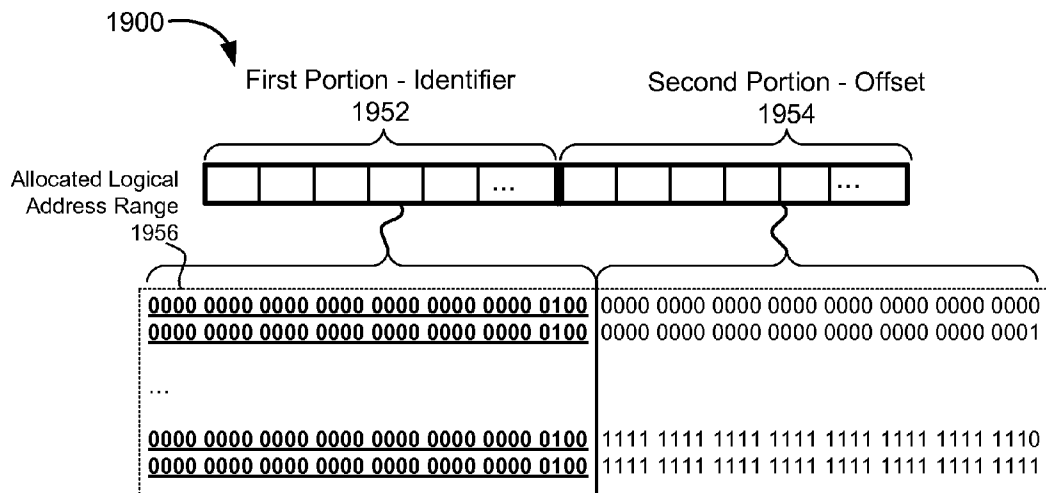 1900
First Portion - Identifier
1952
Second Portion - Offset
1954
... ...
Allocated Logical
Address Range
1956
0000 0000 0000 0000 0000 0000 0000 0100 0000 0000 0000 0000 0000 0000 0000 0000
0000 0000 0000 0000 0000 0000 0000 0100 0000 0000 0000 0000 0000 0000 0000 0001
...
0000 0000 0000 0000 0000 0000 0000 0100 1111 1111 1111 1111 1111 1111 1111 1110
0000 0000 0000 0000 0000 0000 0000 0100 1111 1111 1111 1111 1111 1111 1111 1111